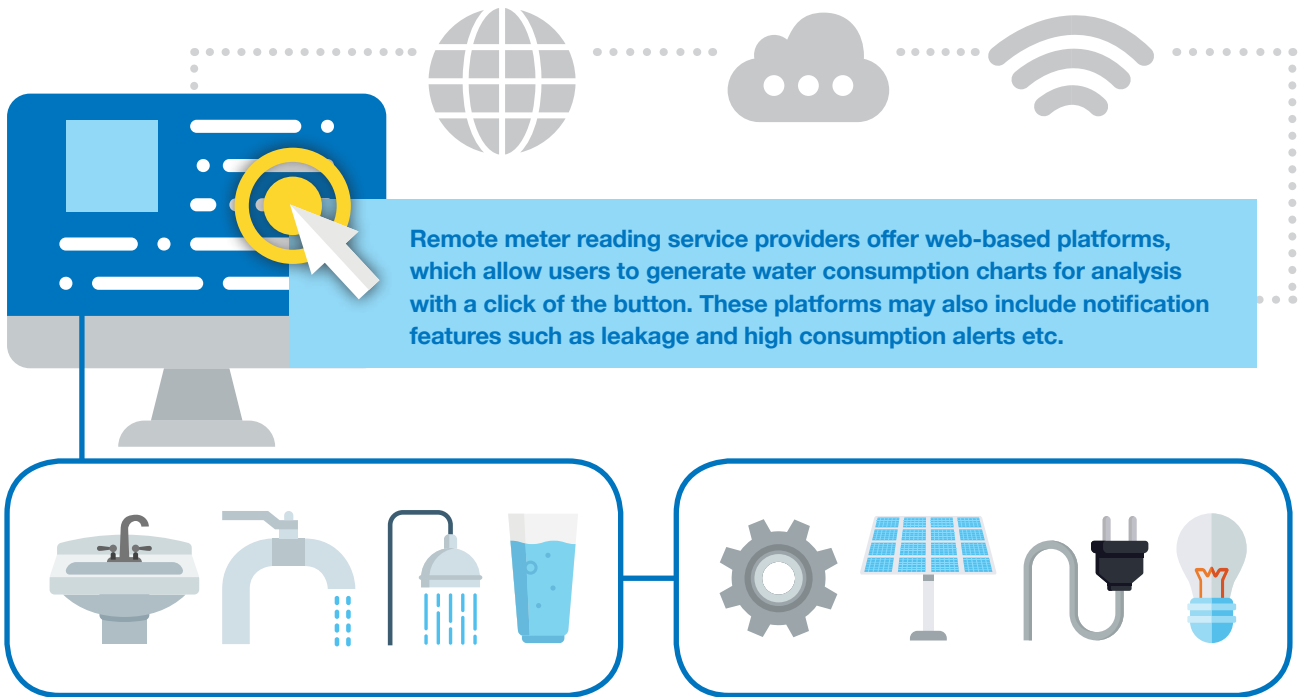 Remote meter reading service providers offer web-based platforms,
which allow users to generate water consumption charts for analysis
with a click of the button. These platforms may also include notification
features such as leakage and high consumption alerts etc.